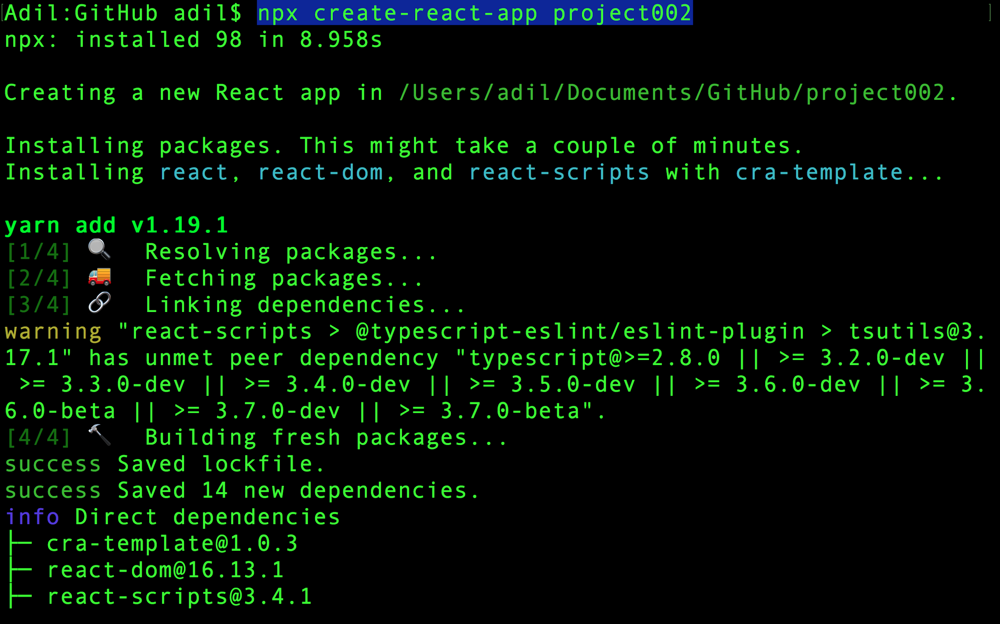 [Adil:GitHub adil$ npx create-react-app project002 ]
npx: installed 98 in 8.958s
Creating a new React app in /Users/adil/Documents/GitHub/project002.
Installing packages. This might take a couple of minutes.
Installing react, react-dom, and react-scripts with cra-template...
yarn add v1.19.1
[1/4] 🔍 Resolving packages...
[2/4] 🚚 Fetching packages...
[3/4] 🔗 Linking dependencies...
warning "react-scripts > @typescript-eslint/eslint-plugin > tsutils@3.
17.1" has unmet peer dependency "typescript@>=2.8.0 || >= 3.2.0-dev ||
 >= 3.3.0-dev || >= 3.4.0-dev || >= 3.5.0-dev || >= 3.6.0-dev || >= 3.
6.0-beta || >= 3.7.0-dev || >= 3.7.0-beta".
[4/4] 🔨 Building fresh packages...
success Saved lockfile.
success Saved 14 new dependencies.
info Direct dependencies
├─ cra-template@1.0.3
├─ react-dom@16.13.1
├─ react-scripts@3.4.1